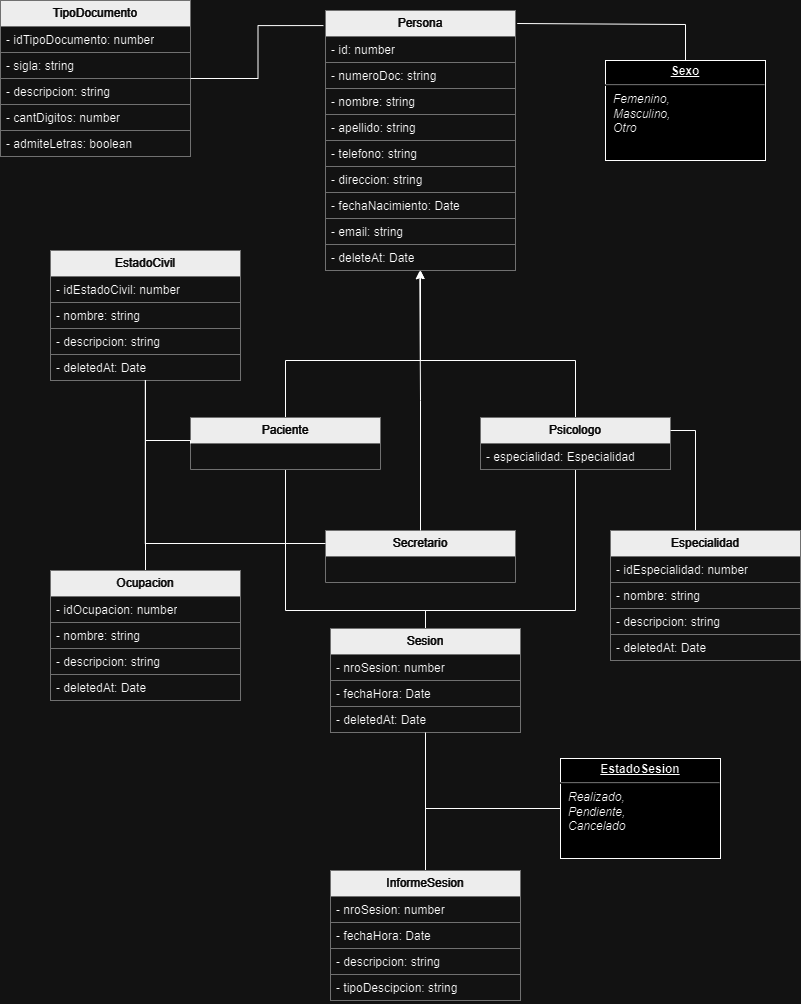 TipoDocumento
- idTipoDocumento: number
- sigla: string
- descripcion: string
- cantDigitos: number
- admiteLetras: boolean
Persona
- id: number
- numeroDoc: string
- nombre: string
- apellido: string
- telefono: string
- direccion: string
- fechaNacimiento: Date
- email: string
- deleteAt: Date
Sexo
Femenino,
Masculino,
Otro
EstadoCivil
- idEstadoCivil: number
- nombre: string
- descripcion: string
- deletedAt: Date
Paciente
Psicologo
- especialidad: Especialidad
Secretario
Especialidad
- idEspecialidad: number
- nombre: string
- descripcion: string
- deletedAt: Date
Ocupacion
- idOcupacion: number
- nombre: string
- descripcion: string
- deletedAt: Date
Sesion
- nroSesion: number
- fechaHora: Date
- deletedAt: Date
EstadoSesion
Realizado,
Pendiente,
Cancelado
InformeSesion
- nroSesion: number
- fechaHora: Date
- descripcion: string
- tipoDescipcion: string